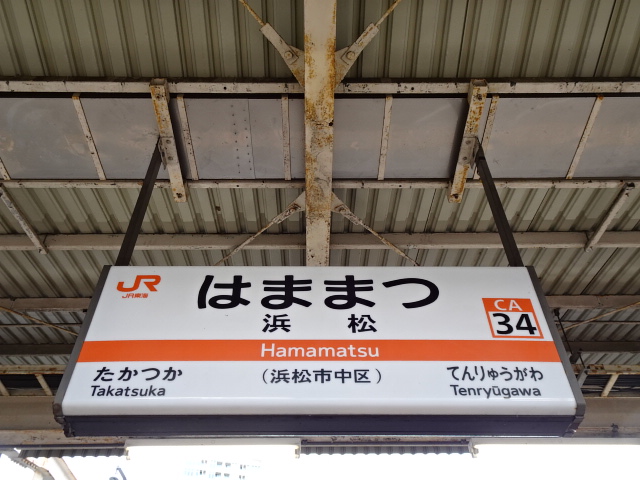 JR
JR東海
はままつ
浜 松
CA
34
Hamamatsu
たかつか
Takatsuka
(浜松市中区)
てんりゅうがわ
Tenryūgawa